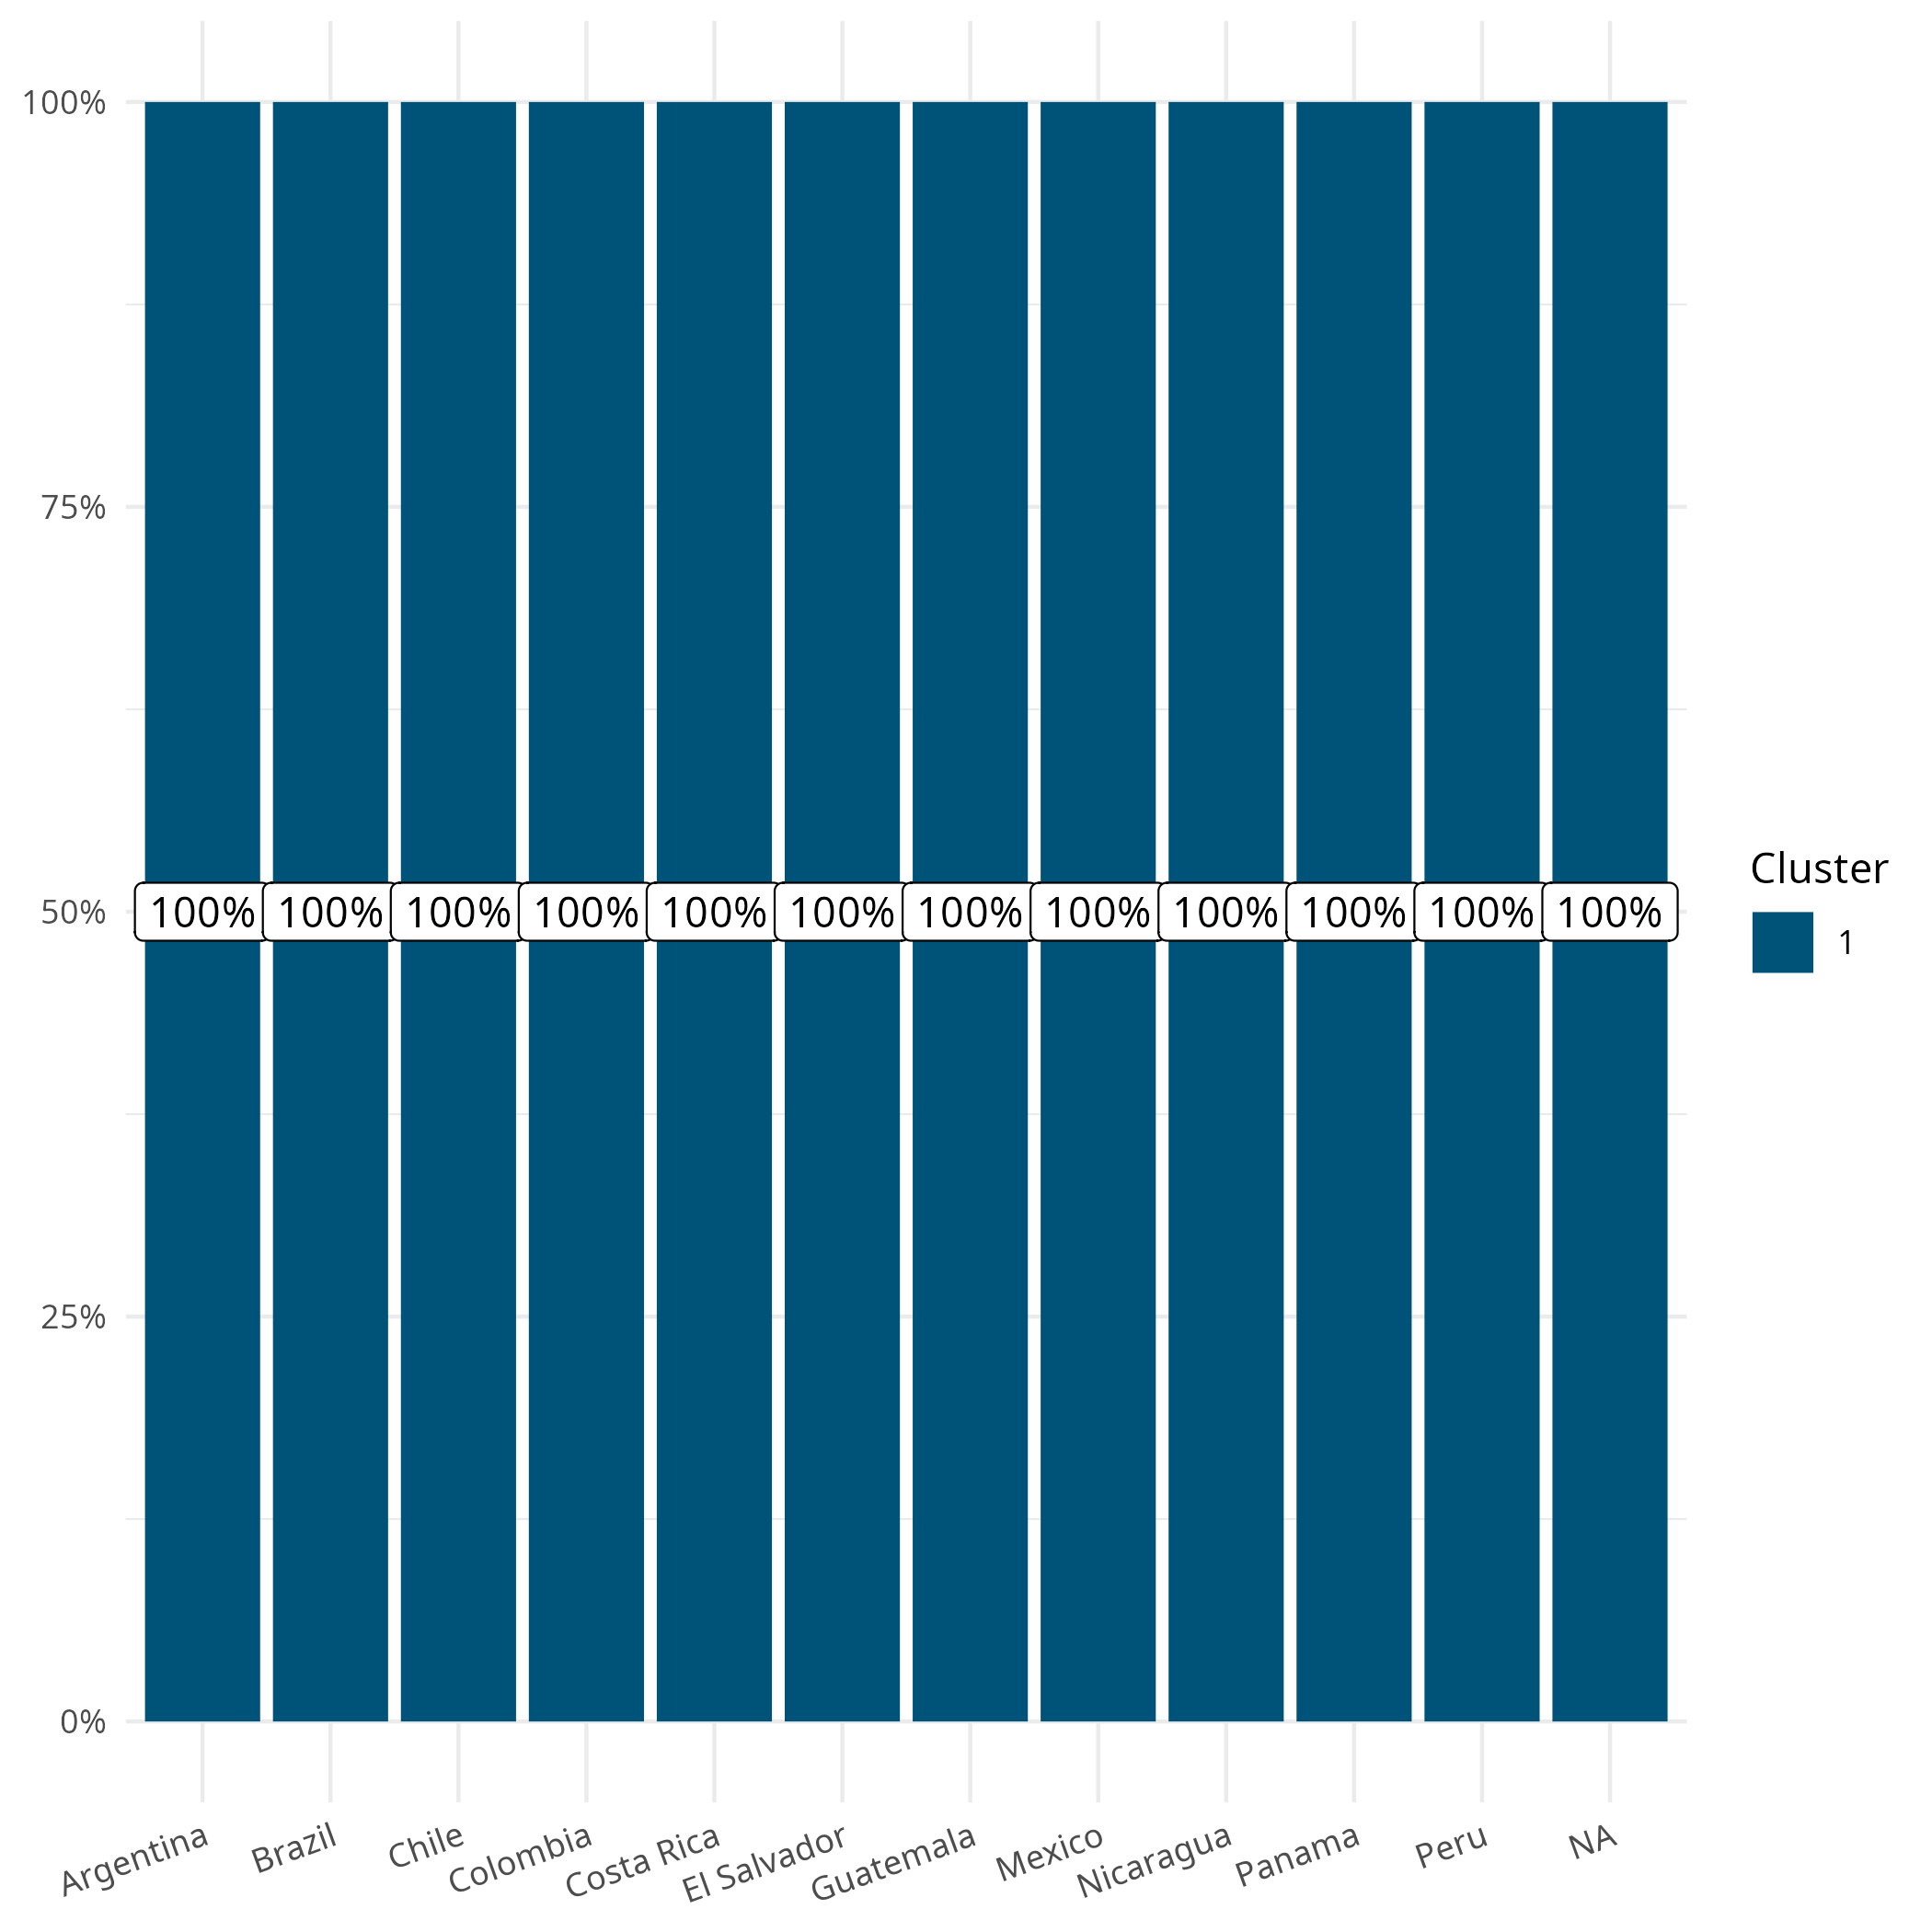 100%
75%
50%
25%
0%
100% 100% 100% 100% 100% 100% 100% 100% 100% 100% 100% 100%
Argentina Brazil Chile Colombia Costa Rica El Salvador Guatemala Mexico Nicaragua Panama Peru NA
Cluster
1